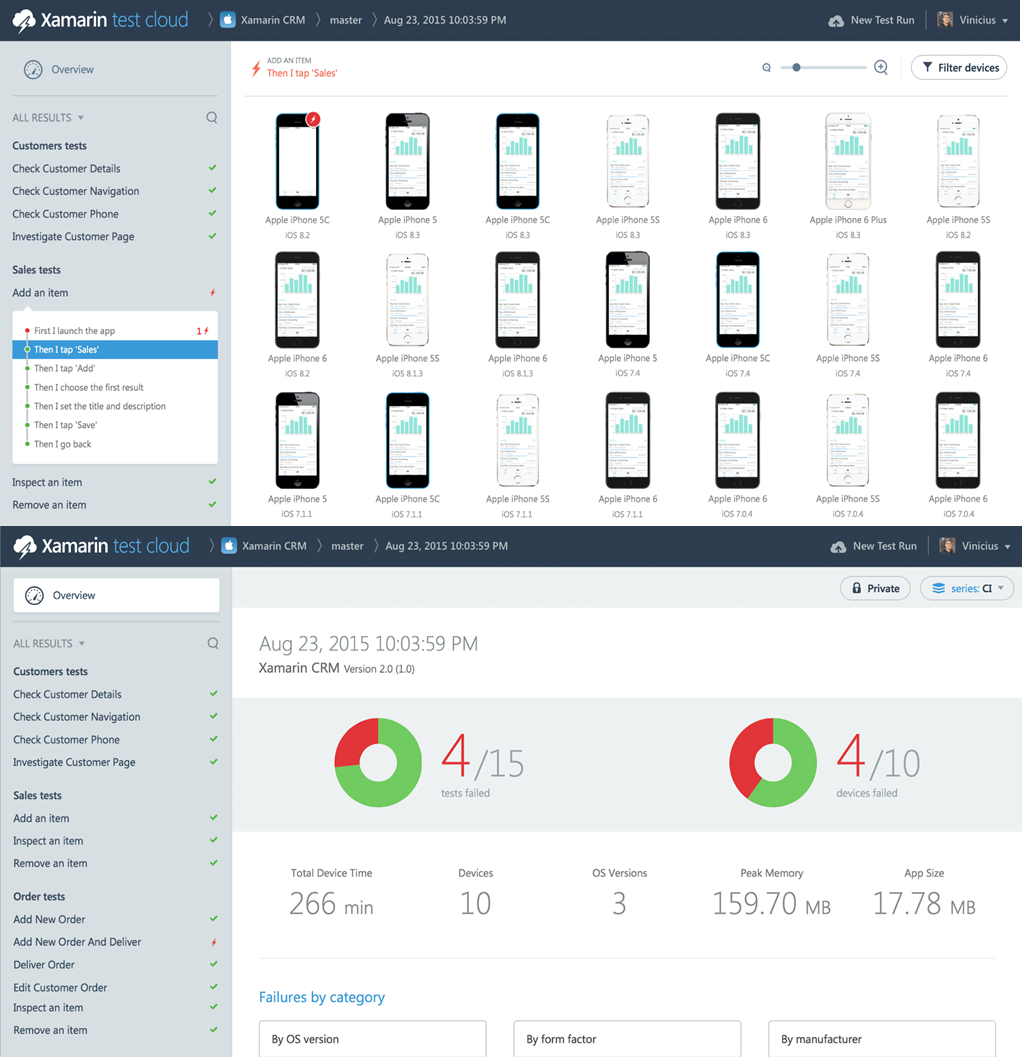 Xamarin test cloud
Xamarin CRM
master
Aug 23, 2015 10:03:59 PM
New Test Run
Vinicius
Overview
ADD AN ITEM
Then I tap 'Sales'
Filter devices
ALL RESULTS
Customers tests
Check Customer Details
Check Customer Navigation
Check Customer Phone
Investigate Customer Page
Sales tests
Add an item
First I launch the app 1
Then I tap 'Sales'
Then I tap 'Add'
Then I choose the first result
Then I set the title and description
Then I tap 'Save'
Then I go back
Inspect an item
Remove an item
Apple iPhone 5C
iOS 8.2
Apple iPhone 5
iOS 8.3
Apple iPhone 5C
iOS 8.3
Apple iPhone 5S
iOS 8.3
Apple iPhone 6
iOS 8.3
Apple iPhone 6 Plus
iOS 8.3
Apple iPhone 5S
iOS 8.2
Apple iPhone 6
iOS 8.2
Apple iPhone 5S
iOS 8.1.3
Apple iPhone 6
iOS 8.1.3
Apple iPhone 5
iOS 7.4
Apple iPhone 5C
iOS 7.4
Apple iPhone 5S
iOS 7.4
Apple iPhone 6
iOS 7.4
Apple iPhone 5
iOS 7.1.1
Apple iPhone 5C
iOS 7.1.1
Apple iPhone 5S
iOS 7.1.1
Apple iPhone 6
iOS 7.1.1
Apple iPhone 6
iOS 7.0.4
Apple iPhone 5S
iOS 7.0.4
Apple iPhone 6
iOS 7.0.4
Xamarin test cloud
Xamarin CRM
master
Aug 23, 2015 10:03:59 PM
New Test Run
Vinicius
Overview
Private
series: CI
ALL RESULTS
Customers tests
Check Customer Details
Check Customer Navigation
Check Customer Phone
Investigate Customer Page
Sales tests
Add an item
Inspect an item
Remove an item
Order tests
Add New Order
Add New Order And Deliver
Deliver Order
Edit Customer Order
Inspect an item
Remove an item
Aug 23, 2015 10:03:59 PM
Xamarin CRM Version 2.0 (1.0)
4/15
tests failed
4/10
devices failed
Total Device Time
266 min
Devices
10
OS Versions
3
Peak Memory
159.70 MB
App Size
17.78 MB
Failures by category
By OS version
By form factor
By manufacturer